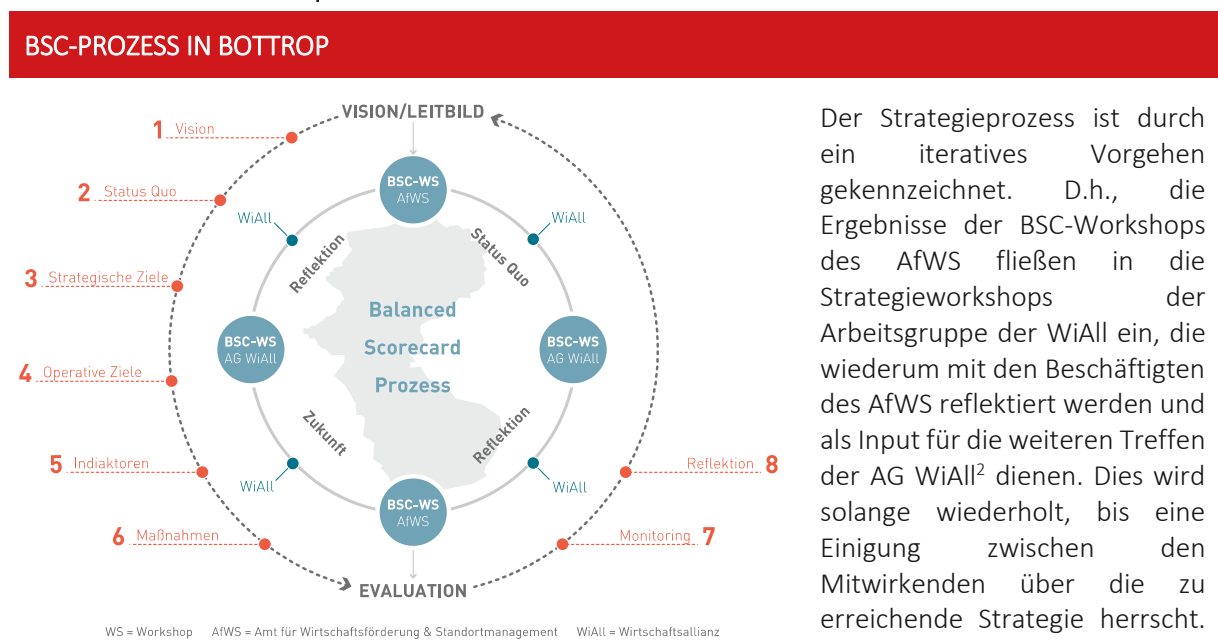 BSC-PROZESS IN BOTTROP
VISION/LEITBILD
1 Vision
2 Status Quo
3 Strategische Ziele
4 Operative Ziele
5 Indiaktoren
6 Maßnahmen
BSC-WS
AfWS
WiAll
WiAll
Reflektion
Status Quo
Balanced
Scorecard
Prozess
BSC-WS
AG WiAll
BSC-WS
AG WiAll
Zukunft
Reflektion
WiAll
WiAll
BSC-WS
AfWS
Reflektion 8
Monitoring 7
EVALUATION
WS = Workshop AfWS = Amt für Wirtschaftsförderung & Standortmanagement WiAll = Wirtschaftsallianz
Der Strategieprozess ist durch
ein iteratives Vorgehen
gekennzeichnet. D.h., die
Ergebnisse der BSC-Workshops
des AfWS fließen in die
Strategieworkshops der
Arbeitsgruppe der WiAll ein, die
wiederum mit den Beschäftigten
des AfWS reflektiert werden und
als Input für die weiteren Treffen
der AG WiAll² dienen. Dies wird
solange wiederholt, bis eine
Einigung zwischen den
Mitwirkenden über die zu
erreichende Strategie herrscht.